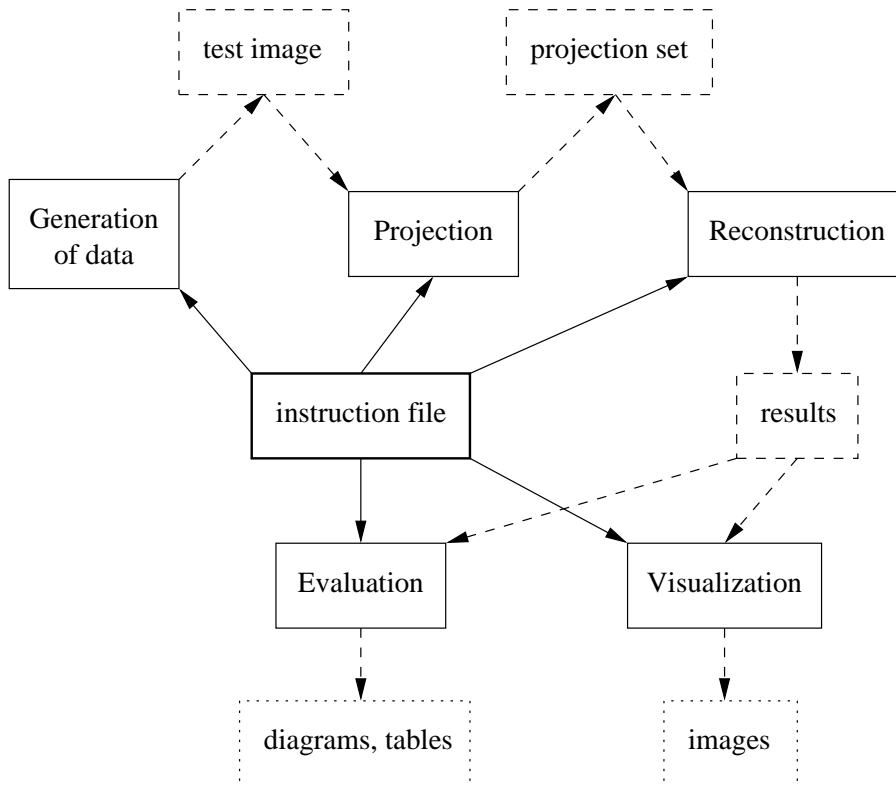 test image
projection set
Generation
of data
Projection
Reconstruction
instruction file
results
Evaluation
Visualization
diagrams, tables
images